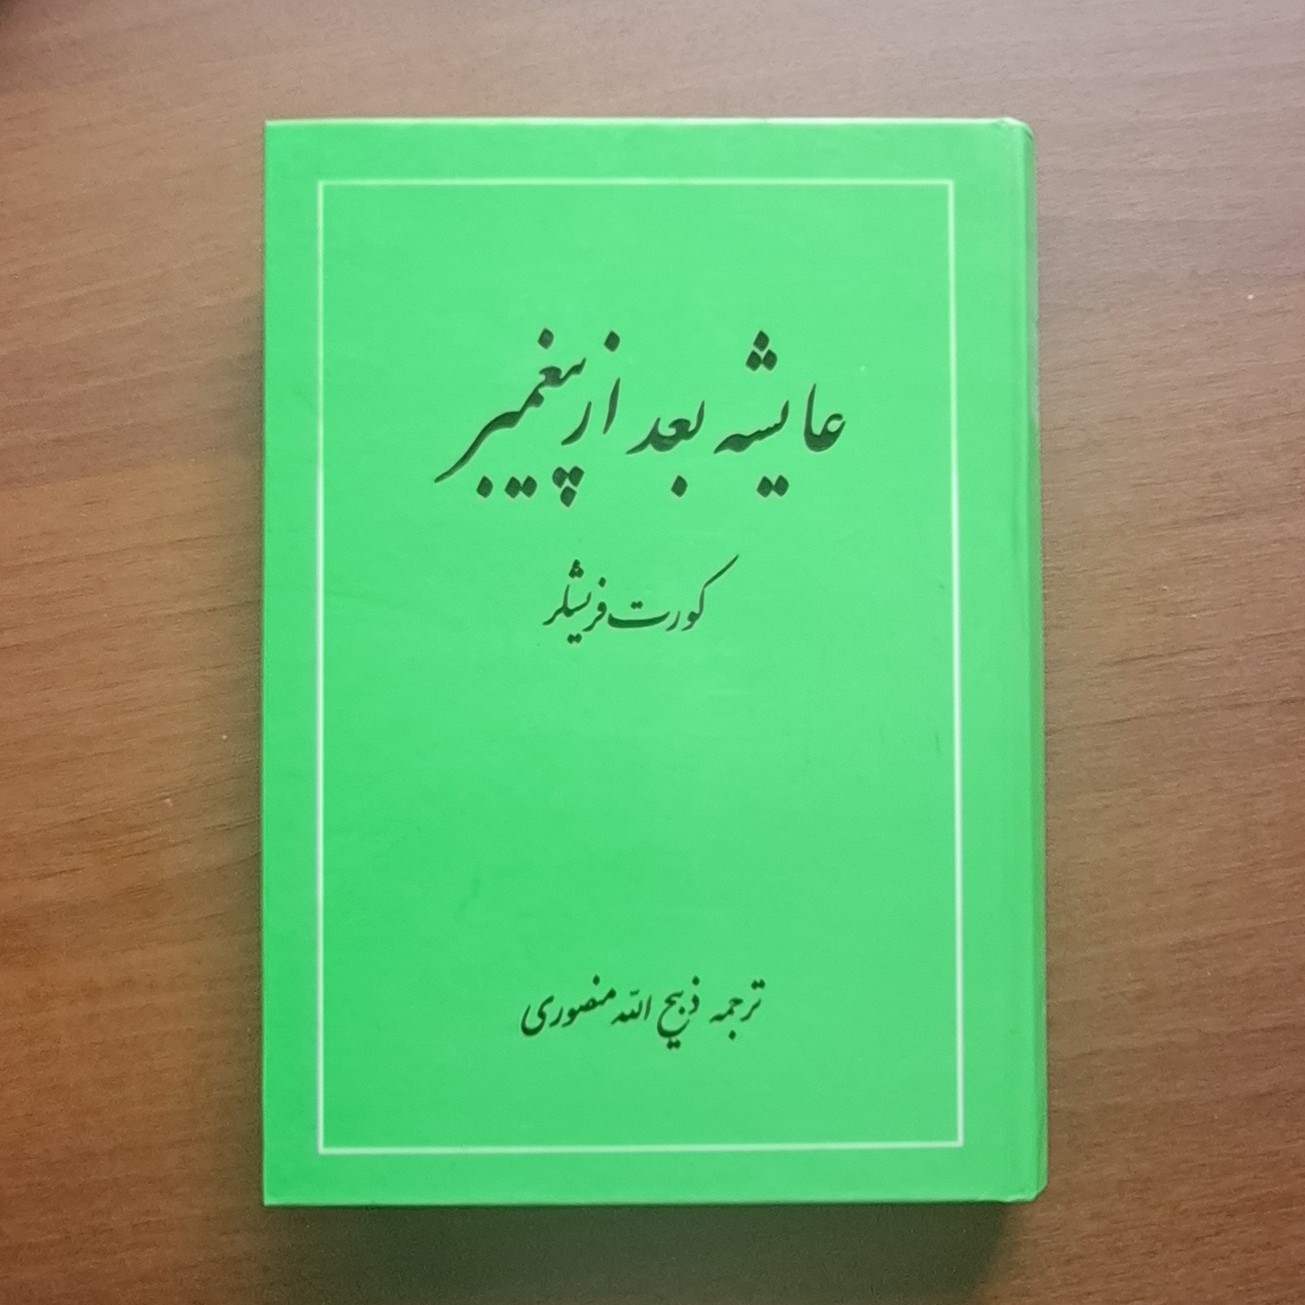 عایشه بعد از پیغمبر
کورت فریشلر
ترجمه ذبیح الله منصوری